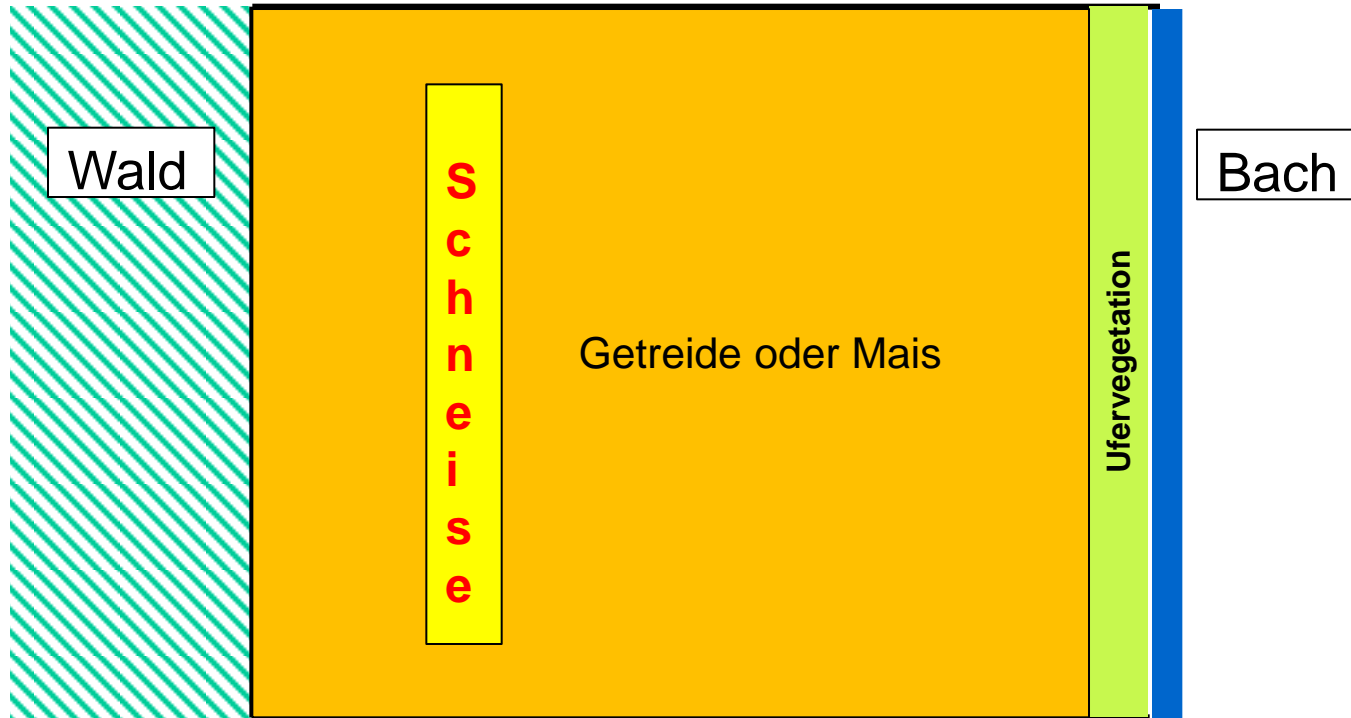 Wald
Schneise
Getreide oder Mais
Ufervegetation
Bach